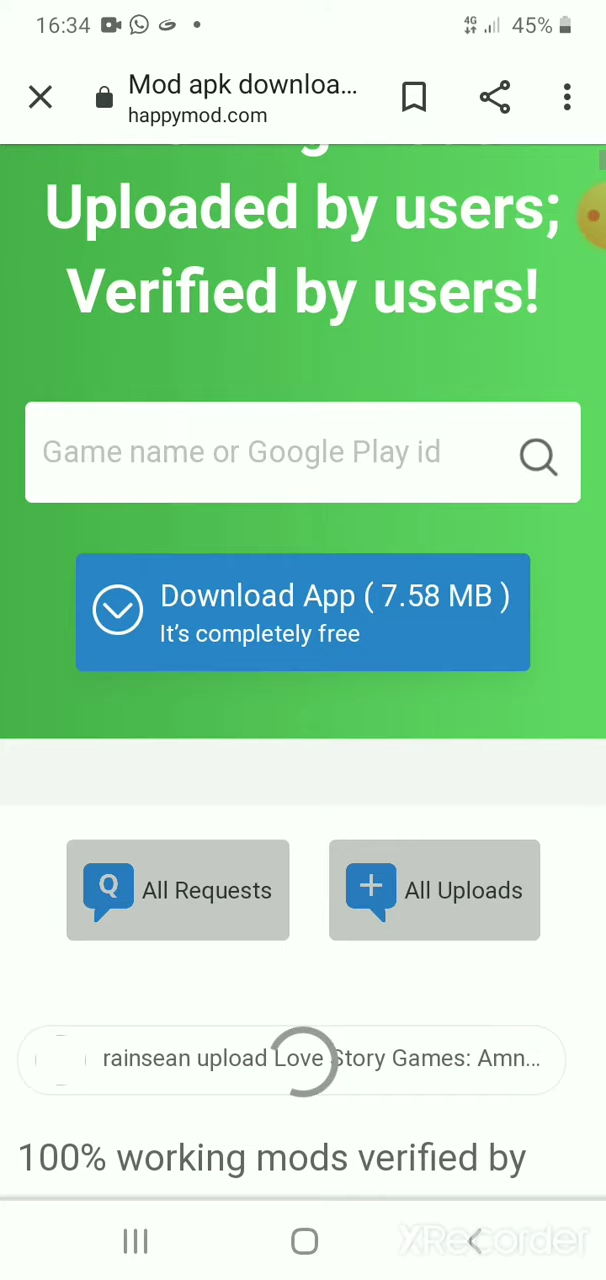 16:34
4G 45%
Mod apk downloa...
happymod.com
Uploaded by users;
Verified by users!
Game name or Google Play id
Download App ( 7.58 MB )
It's completely free
Q All Requests
All Uploads
rainsean upload Love Story Games: Amn...
100% working mods verified by
XRecorder